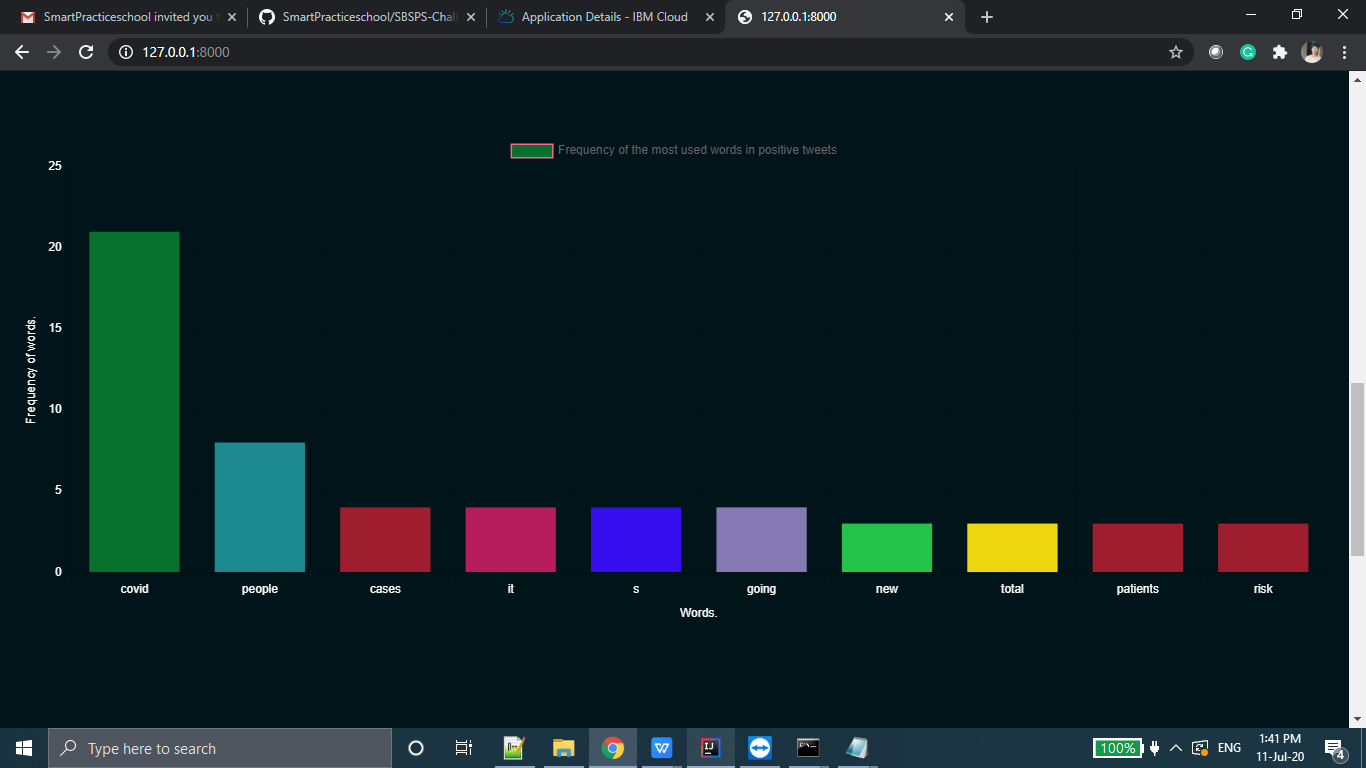 SmartPracticeschool invited you
SmartPracticeschool/SBSPS-Chall
Application Details - IBM Cloud
127.0.0.1:8000
127.0.0.1:8000
G
Frequency of the most used words in positive tweets
25
20
15
10
5
0
Frequency of words.
covid people cases it s going new total patients risk
Words.
Type here to search
W
IJ
100%
ENG
1:41 PM
11-Jul-20
4